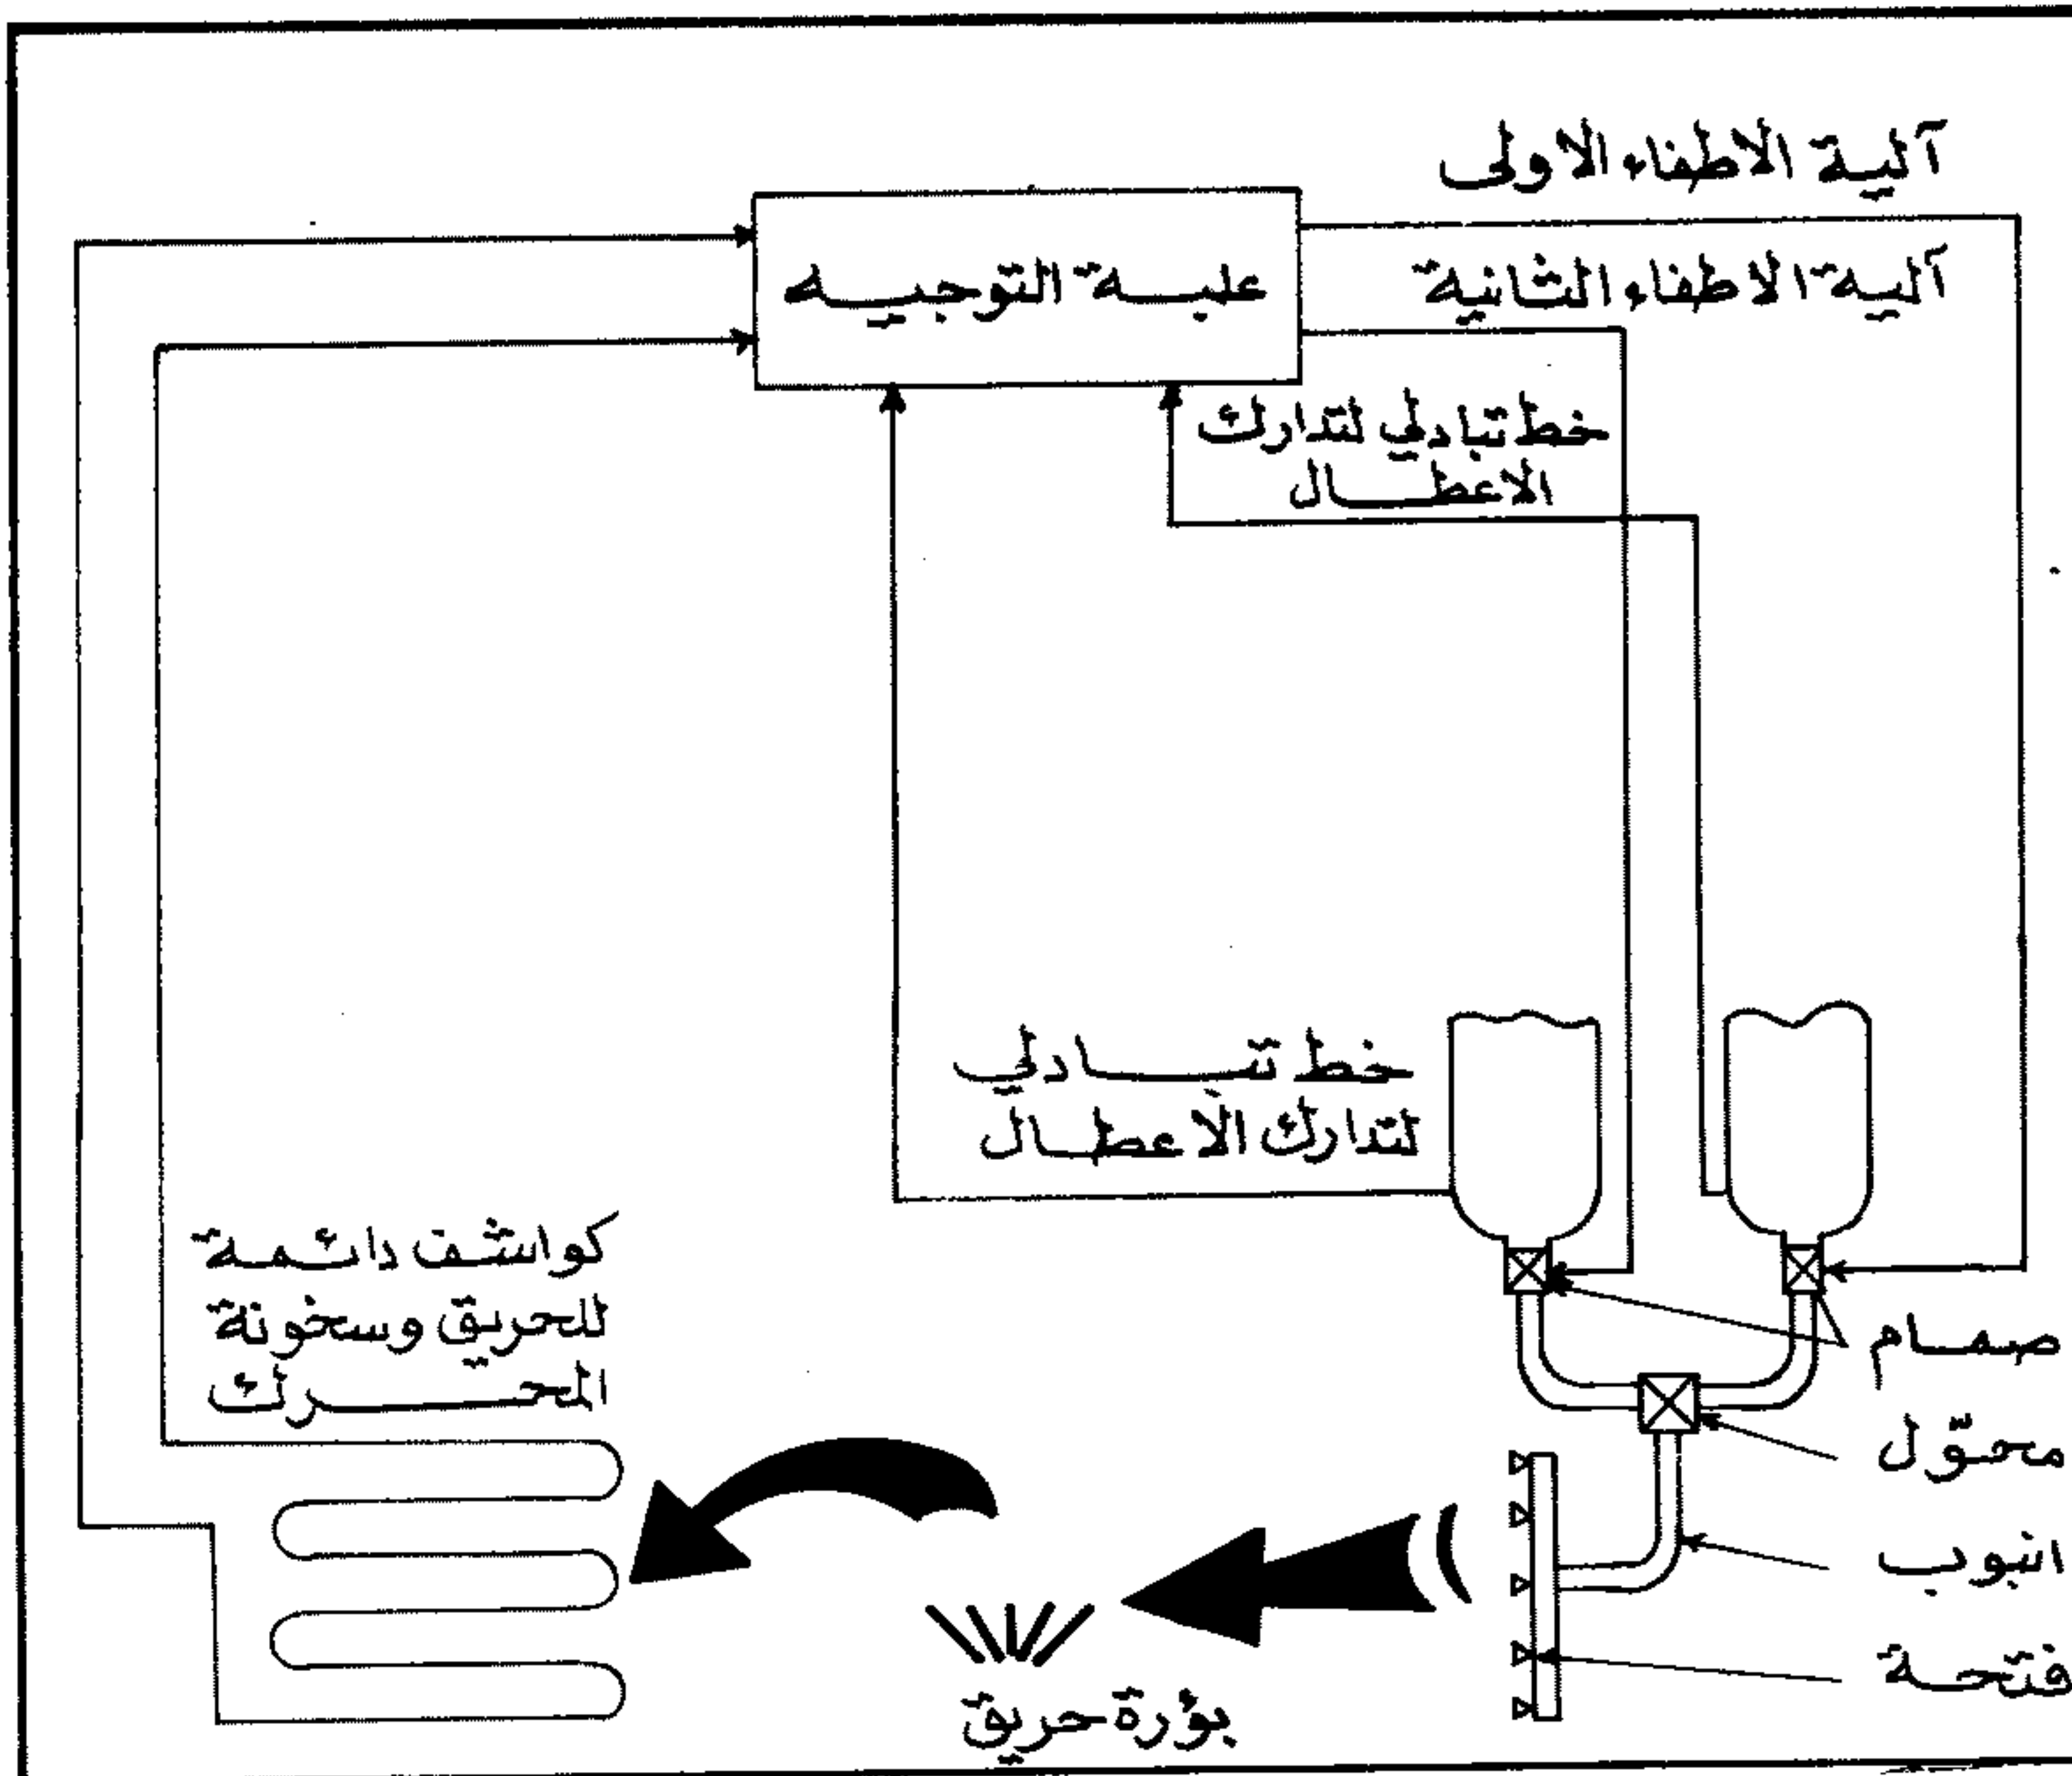 آلية الاطفاء الاولى
علبة التوجيه
آلية الاطفاء الثانية
خط تبادلي لتدارك
الاعطال
خط تبادلي
لتدارك الاعطال
كواشف دائمة
للحريق وسخونة
المحرك
صمام
محوّل
انبوب
فتحة
بؤرة حريق